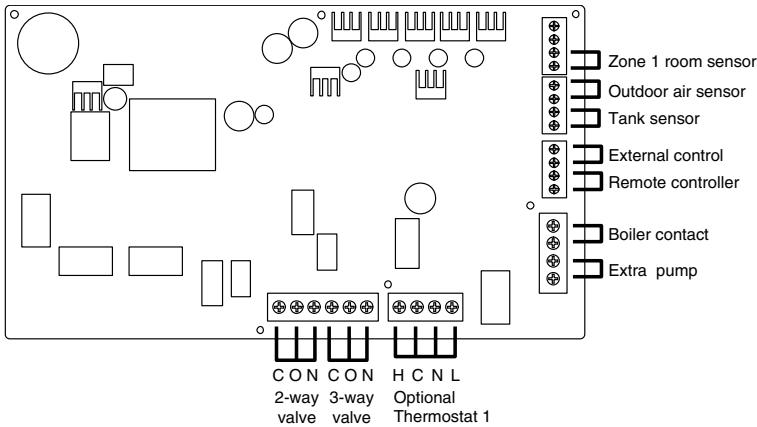 Zone 1 room sensor
Outdoor air sensor
Tank sensor
External control
Remote controller
Boiler contact
Extra pump
C O N C O N H C N L
2-way 3-way Optional
valve valve Thermostat 1